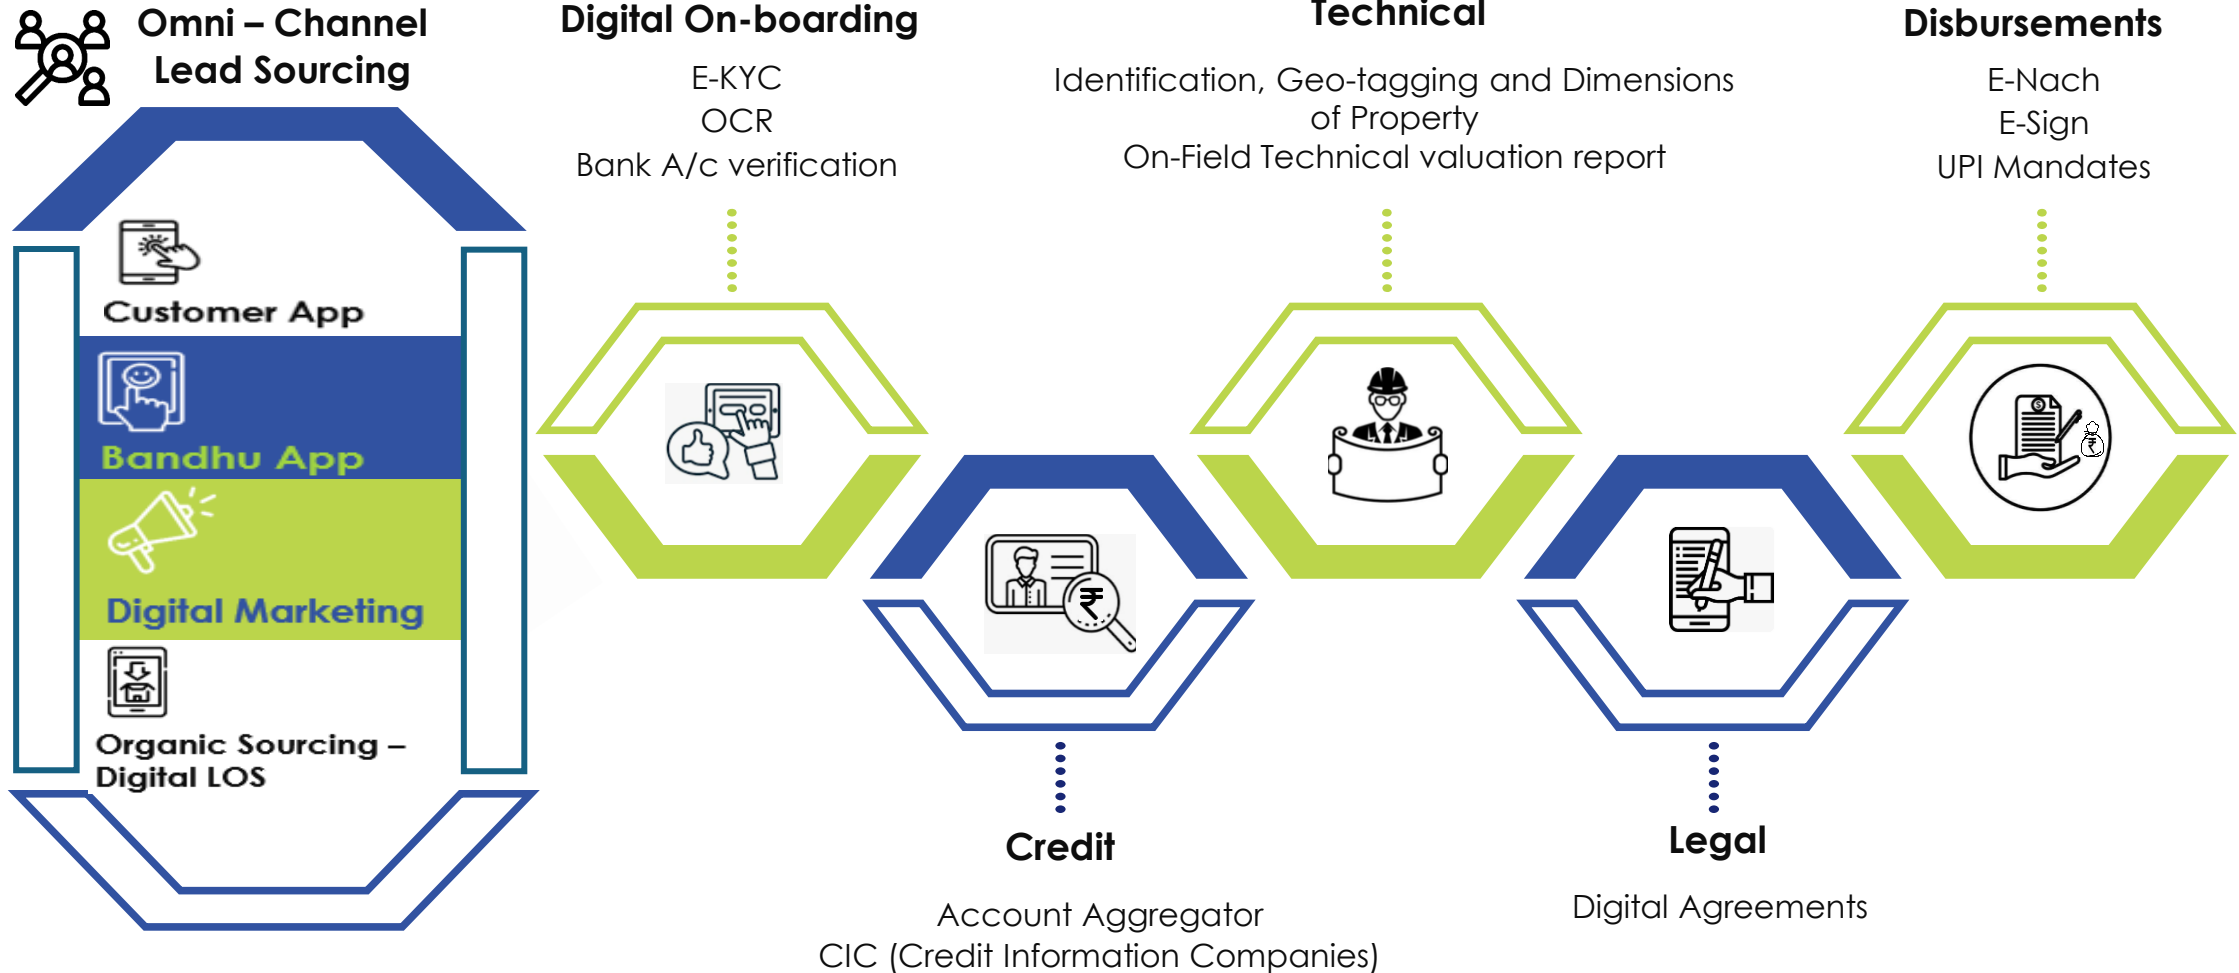 Omni – Channel
Lead Sourcing
Customer App
Bandhu App
Digital Marketing
Organic Sourcing –
Digital LOS
Digital On-boarding
E-KYC
OCR
Bank A/c verification
Credit
Account Aggregator
CIC (Credit Information Companies)
Technical
Identification, Geo-tagging and Dimensions
of Property
On-Field Technical valuation report
Legal
Digital Agreements
Disbursements
E-Nach
E-Sign
UPI Mandates